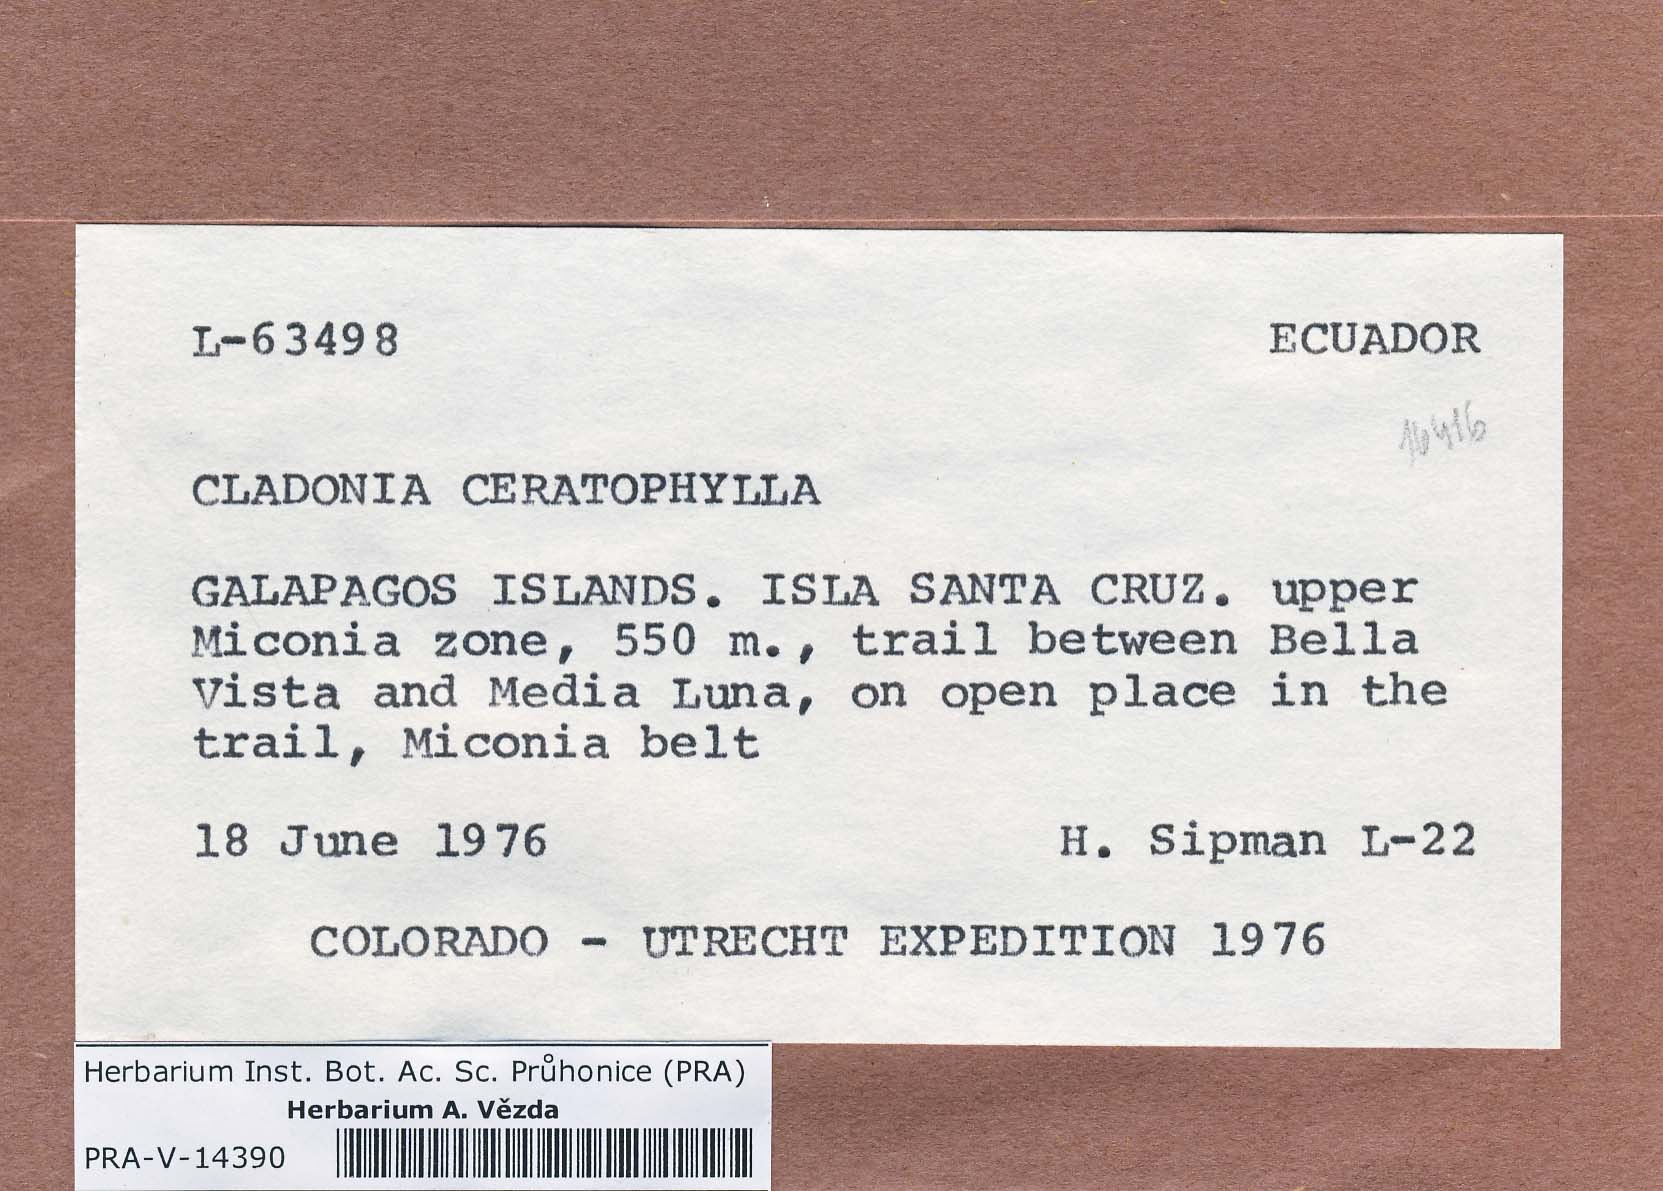 L-63498 ECUADOR
16416
CLADONIA CERATOPHYLLA
GALAPAGOS ISLANDS. ISLA SANTA CRUZ. upper
Miconia zone, 550 m., trail between Bella
Vista and Media Luna, on open place in the
trail, Miconia belt
18 June 1976 H. Sipman L-22
COLORADO - UTRECHT EXPEDITION 1976
Herbarium Inst. Bot. Ac. Sc. Průhonice (PRA)
Herbarium A. Vězda
PRA-V-14390